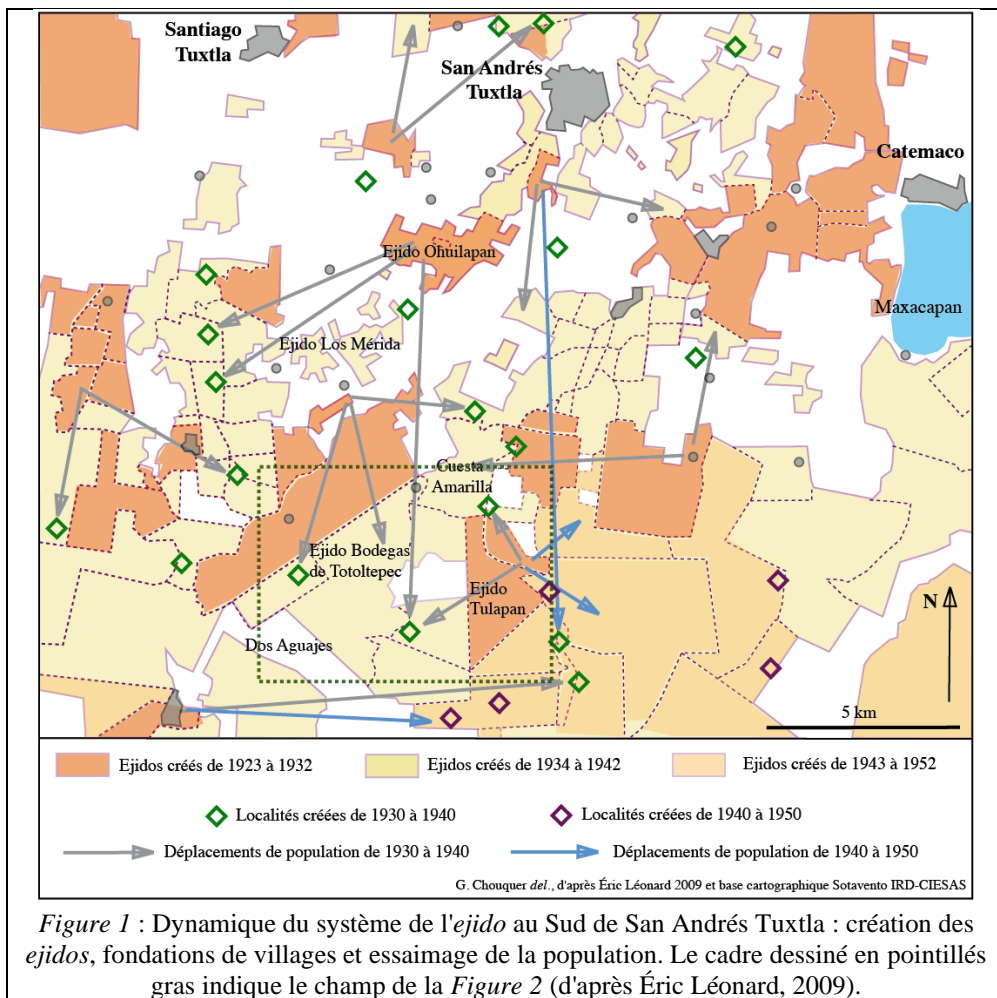 Santiago
Tuxtla
San Andrés
Tuxtla
Catemaco
Ejido Ohuilapan
Maxacapan
Ejido Los Mérida
Cuesta
Amarilla
Ejido Bodegas
de Totoltepec
Ejido
Tulapan
N
Dos Aguajes
5 km
Ejidos créés de 1923 à 1932
Ejidos créés de 1934 à 1942
Ejidos créés de 1943 à 1952
Localités créées de 1930 à 1940
Localités créées de 1940 à 1950
Déplacements de population de 1930 à 1940
Déplacements de population de 1940 à 1950
G. Chouquer del., d'après Éric Léonard 2009 et base cartographique Sotavento IRD-CIESAS
Figure 1 : Dynamique du système de l'ejido au Sud de San Andrés Tuxtla : création des
ejidos, fondations de villages et essaimage de la population. Le cadre dessiné en pointillés
gras indique le champ de la Figure 2 (d'après Éric Léonard, 2009).